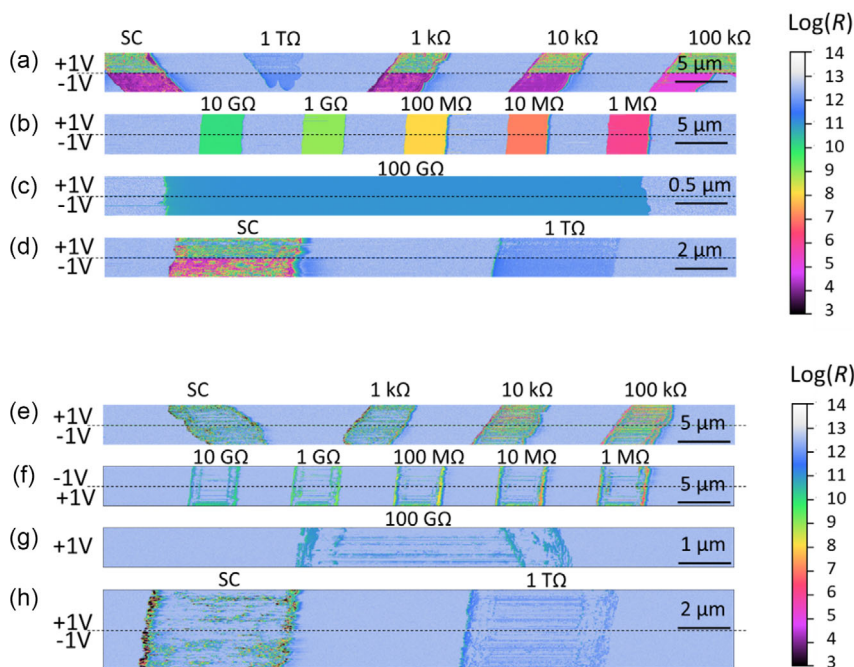 Log(R)
SC 1 TΩ 1 kΩ 10 kΩ 100 kΩ
(a) +1V 5 µm
-1V
10 GΩ 1 GΩ 100 MΩ 10 MΩ 1 MΩ
(b) +1V 5 µm
-1V
100 GΩ
(c) +1V 0.5 µm
-1V
SC 1 TΩ
(d) +1V 2 µm
-1V
14
13
12
11
10
9
8
7
6
5
4
3
Log(R)
SC 1 kΩ 10 kΩ 100 kΩ
(e) +1V 5 µm
-1V
10 GΩ 1 GΩ 100 MΩ 10 MΩ 1 MΩ
(f) -1V 5 µm
+1V
100 GΩ
(g) +1V 1 µm
SC 1 TΩ
(h) +1V 2 µm
-1V
14
13
12
11
10
9
8
7
6
5
4
3